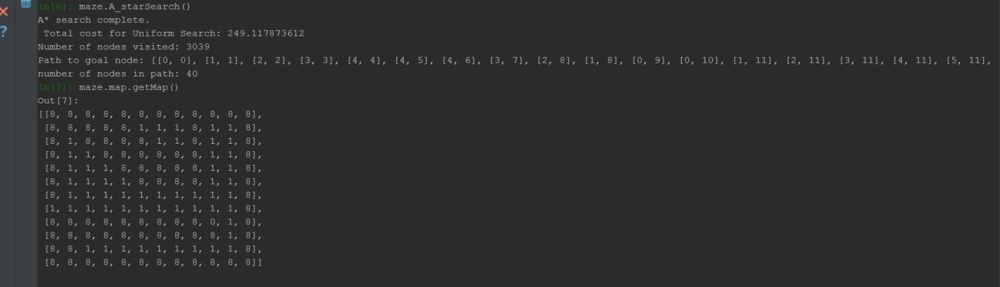 In[6]: maze.A_starSearch()
A* search complete.
 Total cost for Uniform Search: 249.117873612
Number of nodes visited: 3039
Path to goal node: [[0, 0], [1, 1], [2, 2], [3, 3], [4, 4], [4, 5], [4, 6], [3, 7], [2, 8], [1, 8], [0, 9], [0, 10], [1, 11], [2, 11], [3, 11], [4, 11], [5, 11],
number of nodes in path: 40
In[7]: maze.map.getMap()
Out[7]:
[[8, 8, 8, 8, 8, 8, 8, 8, 8, 8, 8, 8],
 [8, 8, 8, 8, 8, 1, 1, 1, 8, 1, 1, 8],
 [8, 1, 8, 8, 8, 8, 1, 1, 8, 1, 1, 8],
 [8, 1, 1, 8, 8, 8, 8, 8, 8, 1, 1, 8],
 [8, 1, 1, 1, 8, 8, 8, 8, 8, 1, 1, 8],
 [8, 1, 1, 1, 1, 8, 8, 8, 8, 1, 1, 8],
 [8, 1, 1, 1, 1, 1, 1, 1, 1, 1, 1, 8],
 [1, 1, 1, 1, 1, 1, 1, 1, 1, 1, 1, 8],
 [8, 8, 8, 8, 8, 8, 8, 8, 8, 0, 1, 8],
 [8, 8, 8, 8, 8, 8, 8, 8, 8, 8, 1, 8],
 [8, 8, 1, 1, 1, 1, 1, 1, 1, 1, 1, 8],
 [8, 8, 8, 8, 8, 8, 8, 8, 8, 8, 8, 8]]